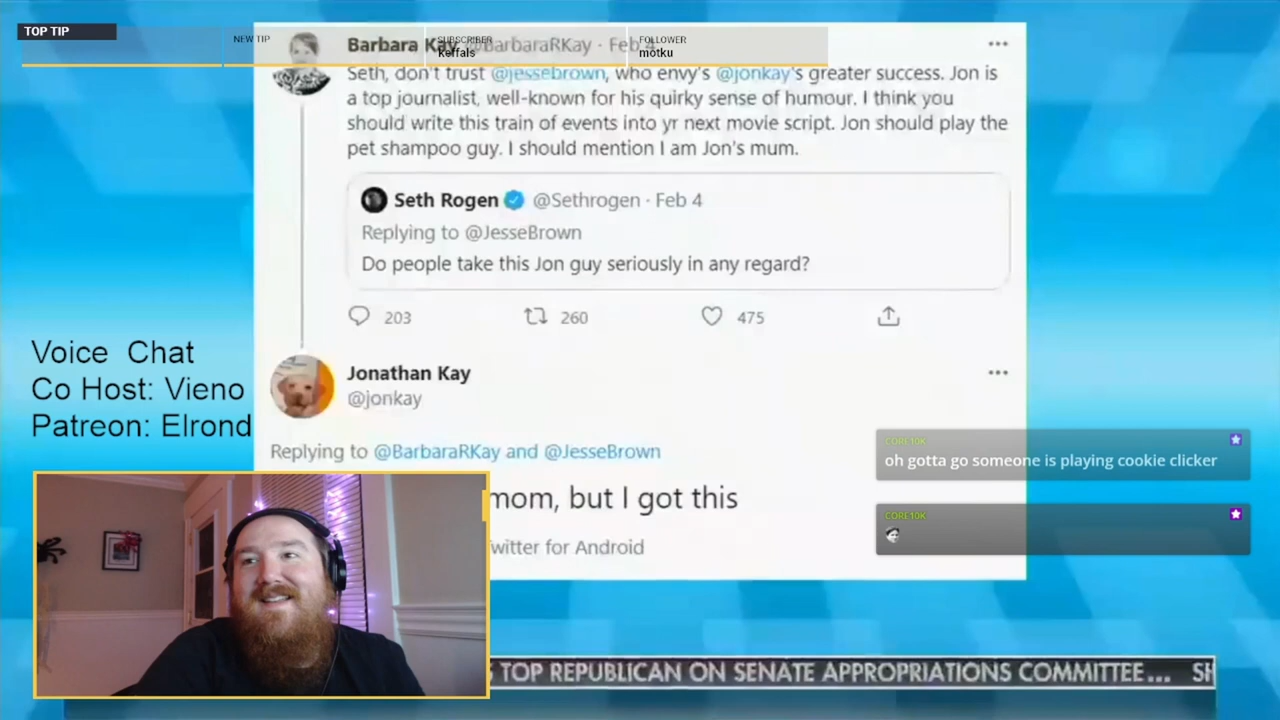 TOP TIP
NEW TIP
SUBSCRIBER
keffals
FOLLOWER
motku
Barbara Kay @BarbaraRKay · Feb 4
Seth, don't trust @jessebrown, who envy's @jonkay's greater success. Jon is
a top journalist, well-known for his quirky sense of humour. I think you
should write this train of events into yr next movie script. Jon should play the
pet shampoo guy. I should mention I am Jon's mum.
Seth Rogen @Sethrogen · Feb 4
Replying to @JesseBrown
Do people take this Jon guy seriously in any regard?
203 260 475
Voice Chat
Co Host: Vieno
Patreon: Elrond
Jonathan Kay
@jonkay
Replying to @BarbaraRKay and @JesseBrown
mom, but I got this
Twitter for Android
CORE10K
oh gotta go someone is playing cookie clicker
CORE10K
TOP REPUBLICAN ON SENATE APPROPRIATIONS COMMITTEE...